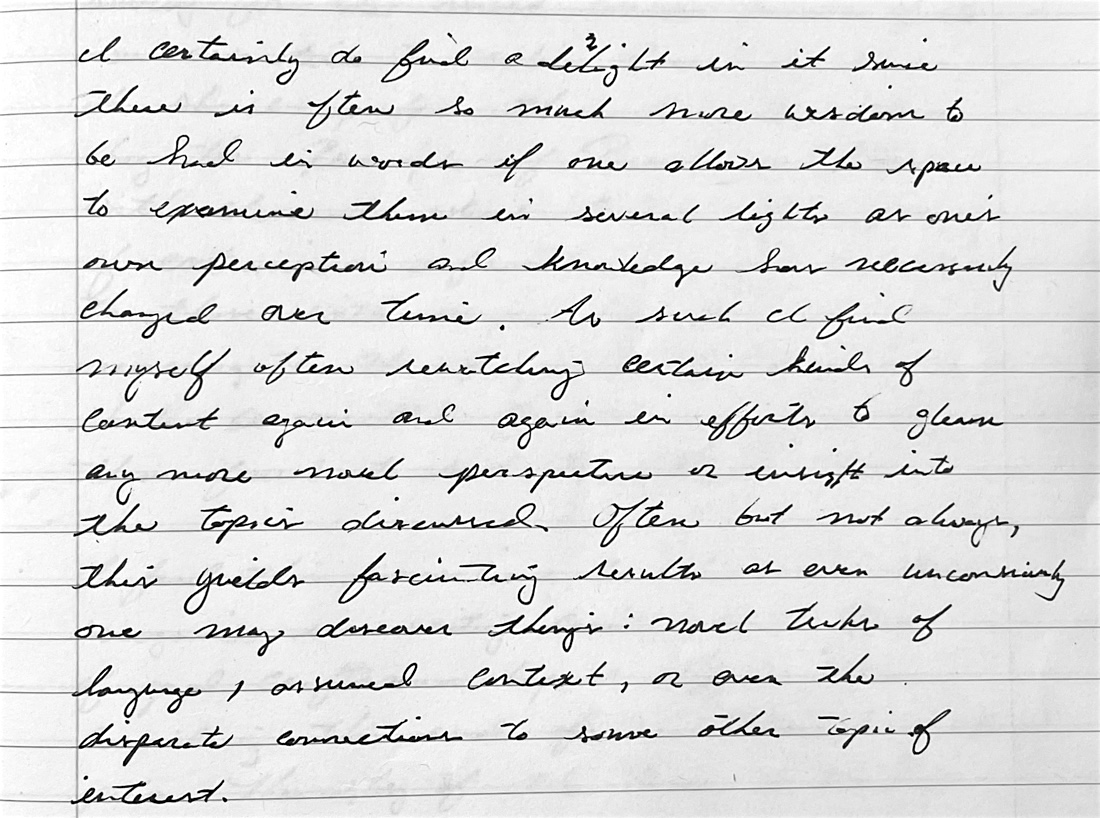 I certainly do find a delight in it since
there is often so much more wisdom to
be had in words if one allows the space
to examine them in several lights as one's
own perception and knowledge has necessarily
changed over time. As such I find
myself often rewatching certain kinds of
content again and again in efforts to glean
any more novel perspective or insight into
the topics discussed. Often but not always,
this yields fascinating results as even unconsciously
one may discover things: novel tricks of
language, assumed context, or even the
disparate connections to some other topic of
interest.